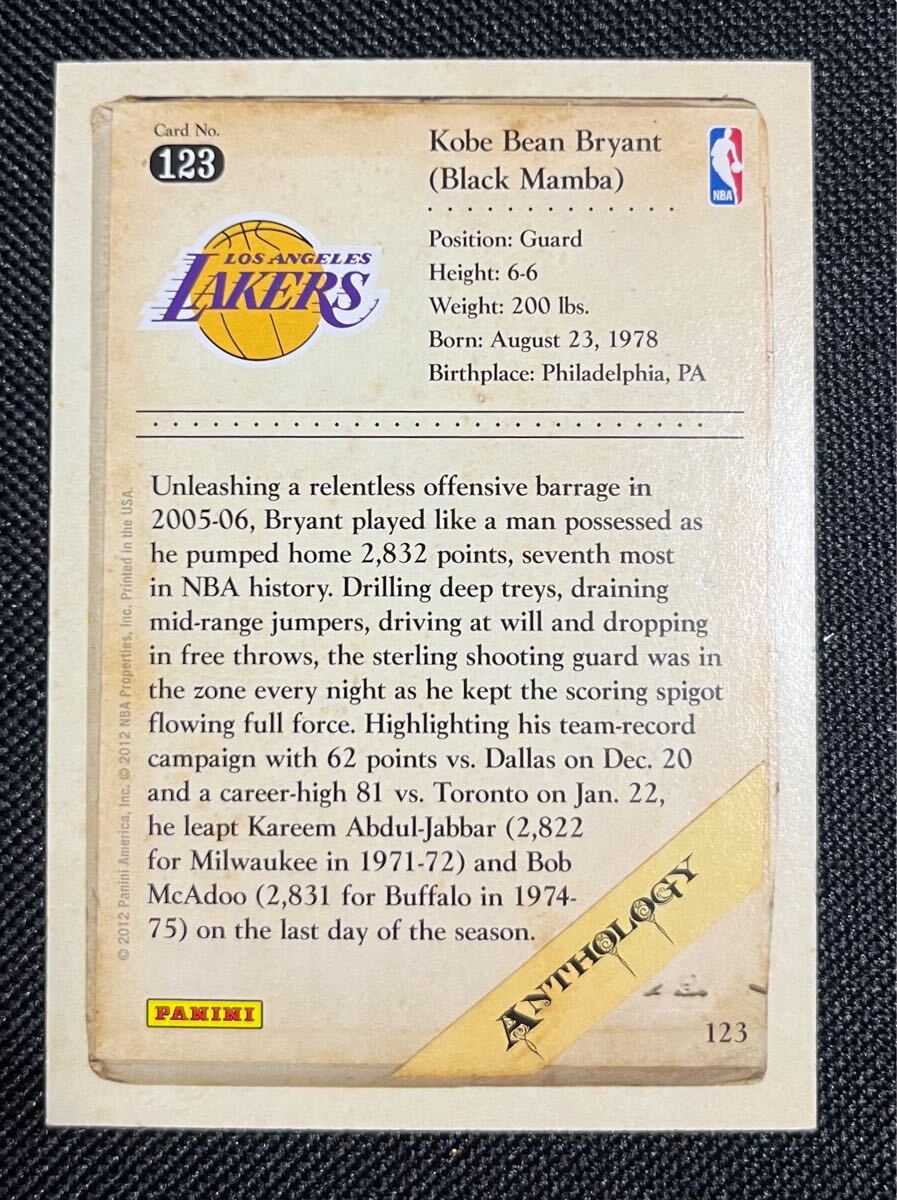 Card No.
123
Kobe Bean Bryant
(Black Mamba)
NBA
LOS ANGELES
LAKERS
Position: Guard
Height: 6-6
Weight: 200 lbs.
Born: August 23, 1978
Birthplace: Philadelphia, PA
Unleashing a relentless offensive barrage in
2005-06, Bryant played like a man possessed as
he pumped home 2,832 points, seventh most
in NBA history. Drilling deep treys, draining
mid-range jumpers, driving at will and dropping
in free throws, the sterling shooting guard was in
the zone every night as he kept the scoring spigot
flowing full force. Highlighting his team-record
campaign with 62 points vs. Dallas on Dec. 20
and a career-high 81 vs. Toronto on Jan. 22,
he leapt Kareem Abdul-Jabbar (2,822
for Milwaukee in 1971-72) and Bob
McAdoo (2,831 for Buffalo in 1974-
75) on the last day of the season.
© 2012 Panini America, Inc. © 2012 NBA Properties, Inc. Printed in the USA.
ANTHOLOGY
PANINI
123